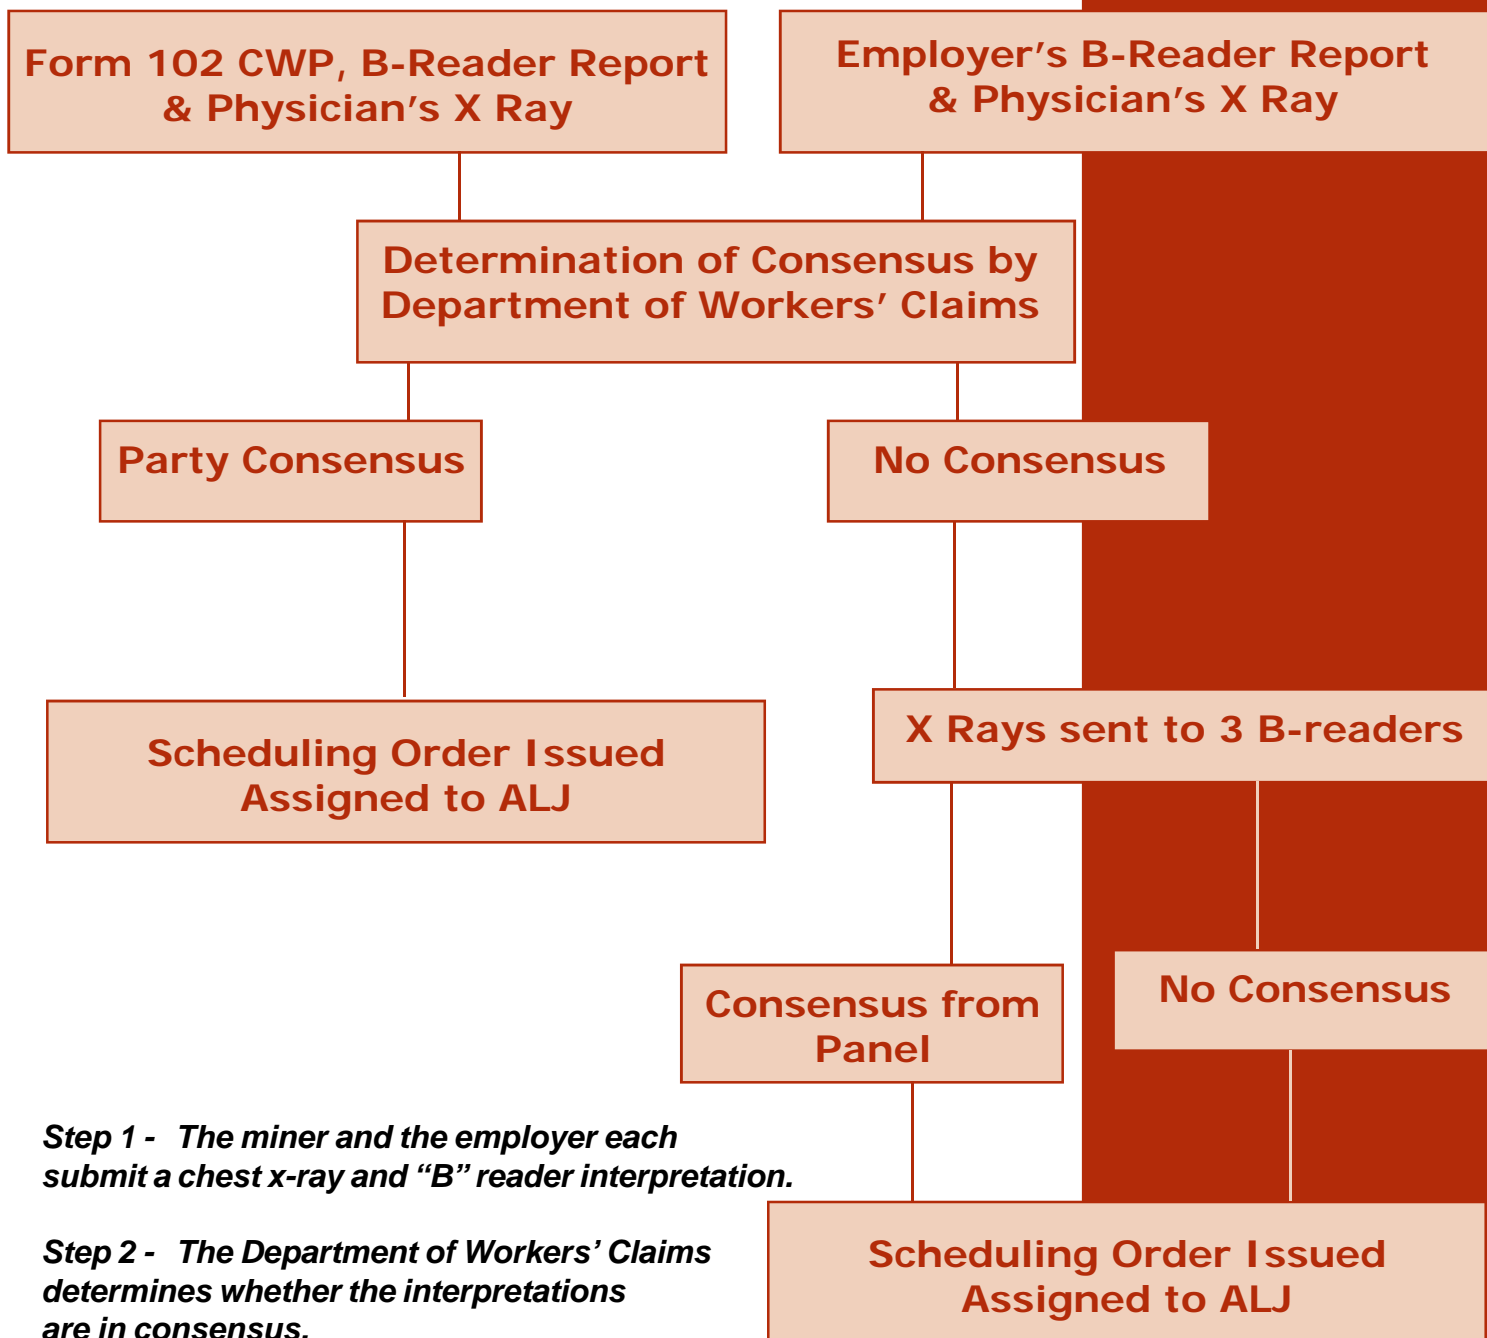 Form 102 CWP, B-Reader Report
& Physician’s X Ray
Employer’s B-Reader Report
& Physician’s X Ray
Determination of Consensus by
Department of Workers’ Claims
Party Consensus
No Consensus
Scheduling Order Issued
Assigned to ALJ
X Rays sent to 3 B-readers
Consensus from
Panel
No Consensus
Step 1 - The miner and the employer each
submit a chest x-ray and “B” reader interpretation.
Step 2 - The Department of Workers’ Claims
determines whether the interpretations
are in consensus.
Scheduling Order Issued
Assigned to ALJ